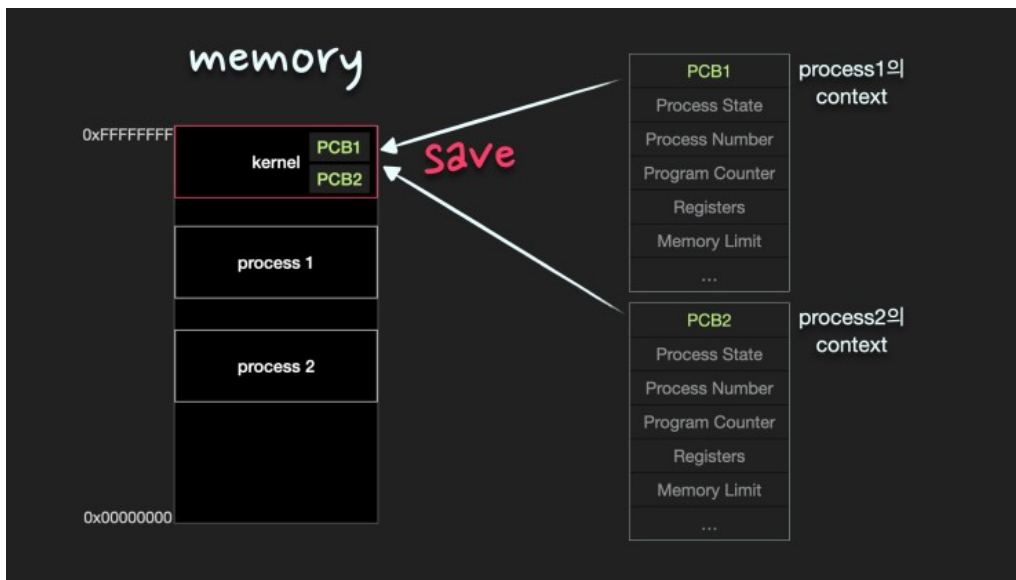 memory
0xFFFFFFFF
kernel
PCB1
PCB2
save
process 1
process 2
0x00000000
PCB1
Process State
Process Number
Program Counter
Registers
Memory Limit
...
process1의
context
PCB2
Process State
Process Number
Program Counter
Registers
Memory Limit
...
process2의
context